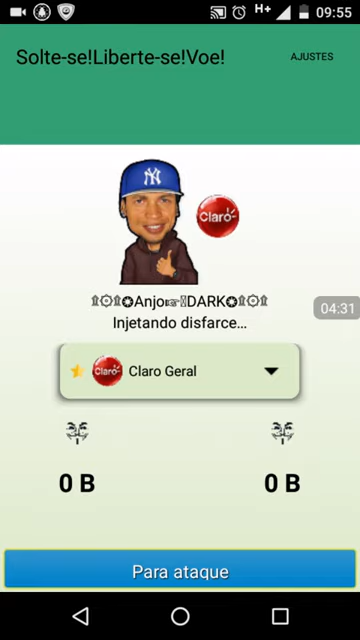 H+ 09:55
Solte-se!Liberte-se!Voe!
AJUSTES
NY
Claro
۩۞۩✪Anjo☞DARK✪۩۞۩
04:31
Injetando disfarce...
Claro
Claro Geral
0 B
0 B
Para ataque